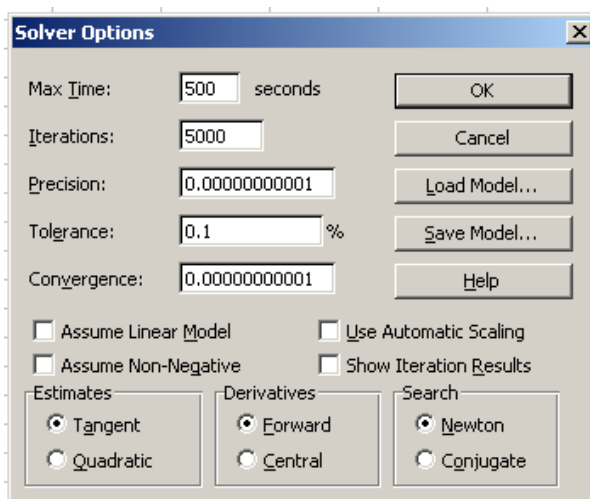 Solver Options
Max Time: 500 seconds OK
Iterations: 5000 Cancel
Precision: 0.00000000001 Load Model...
Tolerance: 0.1 % Save Model...
Convergence: 0.00000000001 Help
Assume Linear Model Use Automatic Scaling
Assume Non-Negative Show Iteration Results
Estimates Derivatives Search
Tangent Forward Newton
Quadratic Central Conjugate